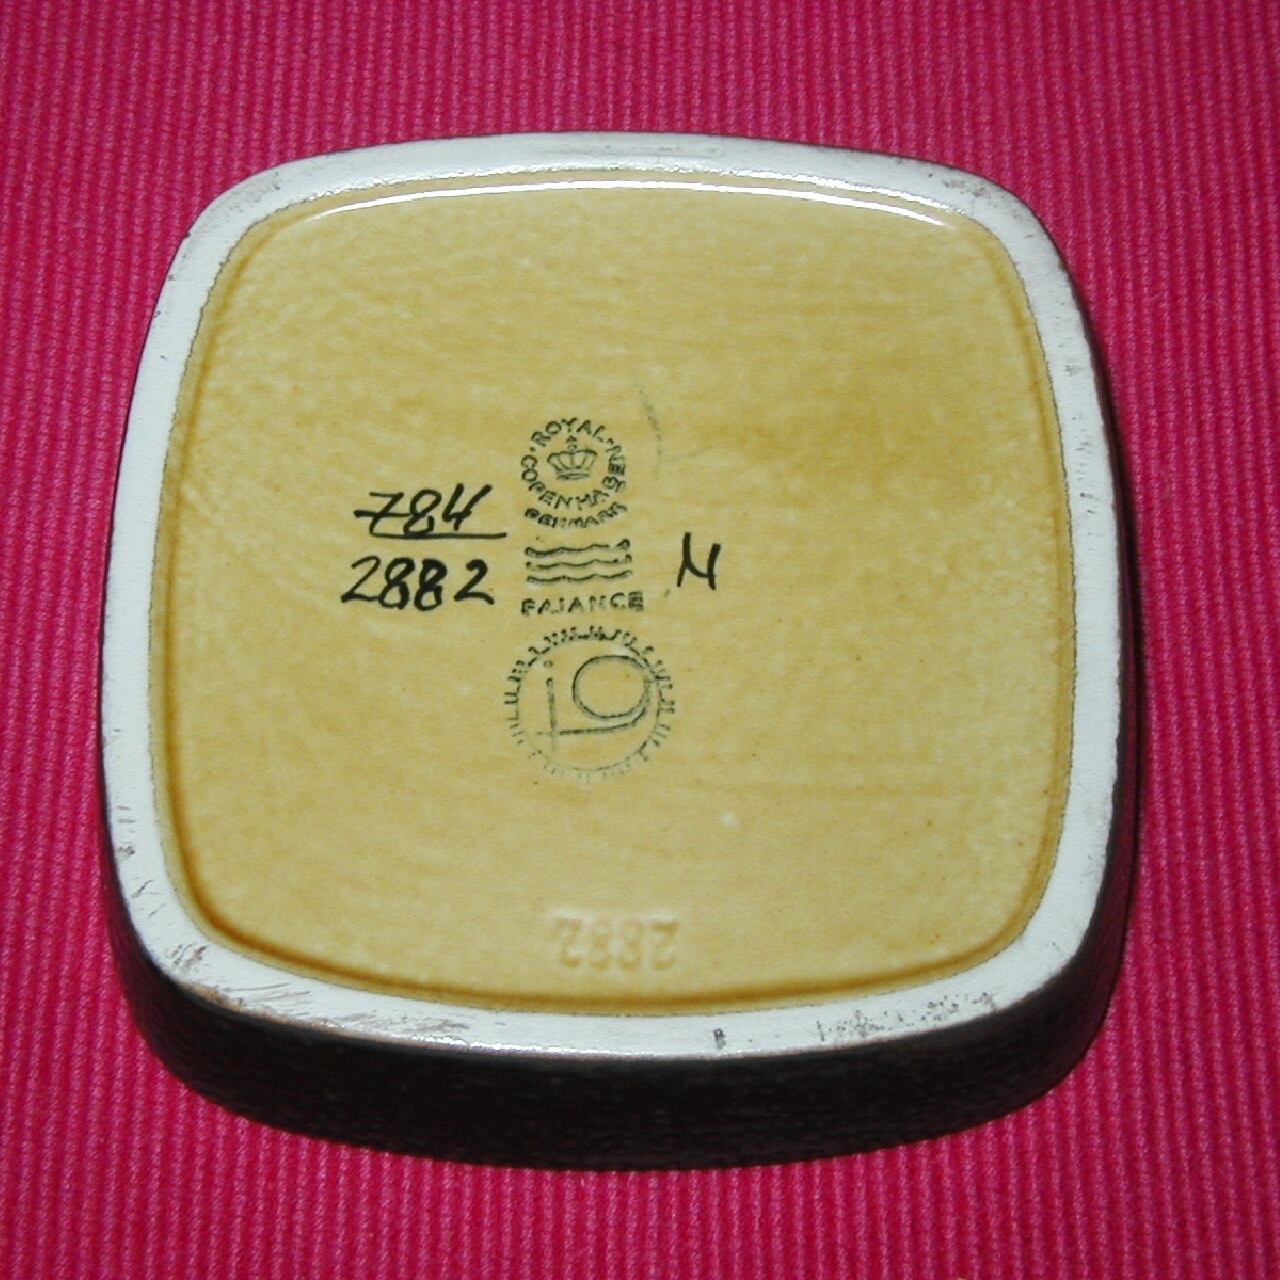 ROYAL COPENHAGEN
DENMARK
784
2882
FAJANCE
2882